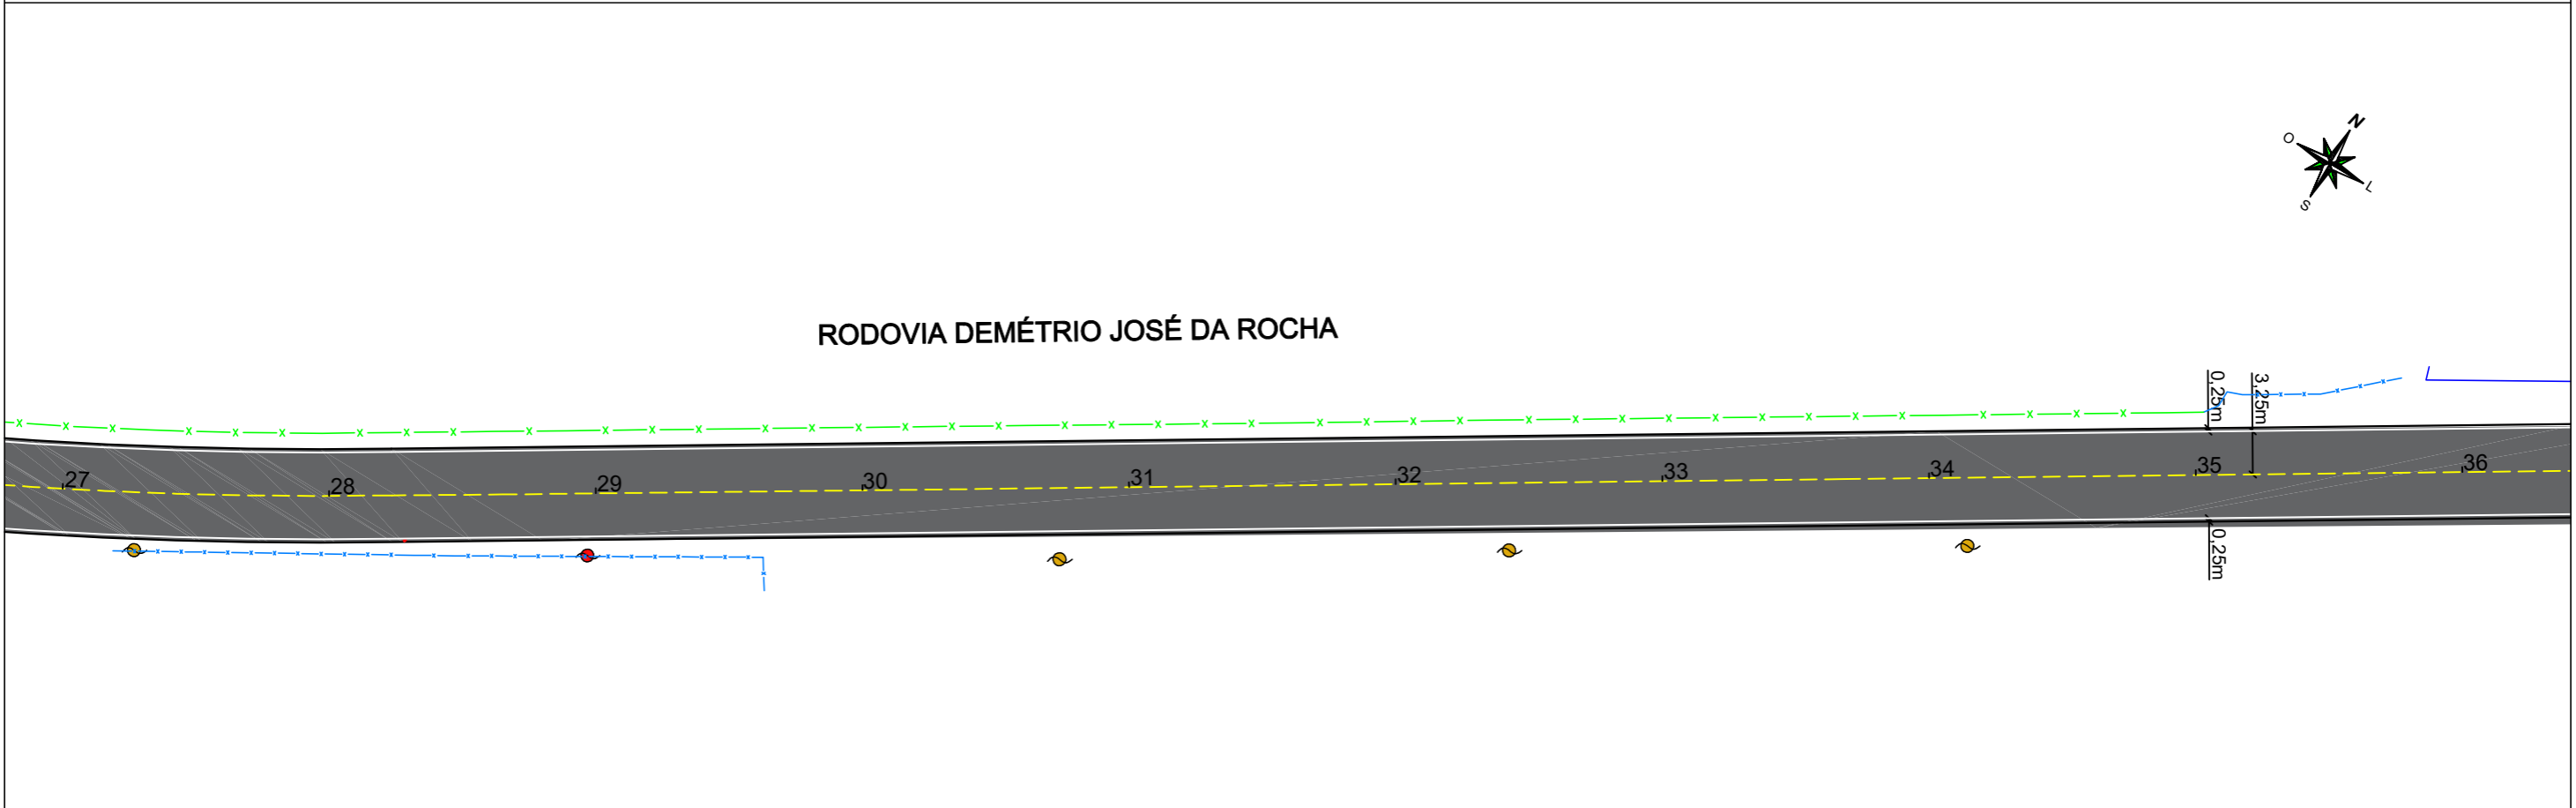 N
O
L
S
RODOVIA DEMÉTRIO JOSÉ DA ROCHA
0,25m
3,25m
27
28
29
30
31
32
33
34
35
36
0,25m